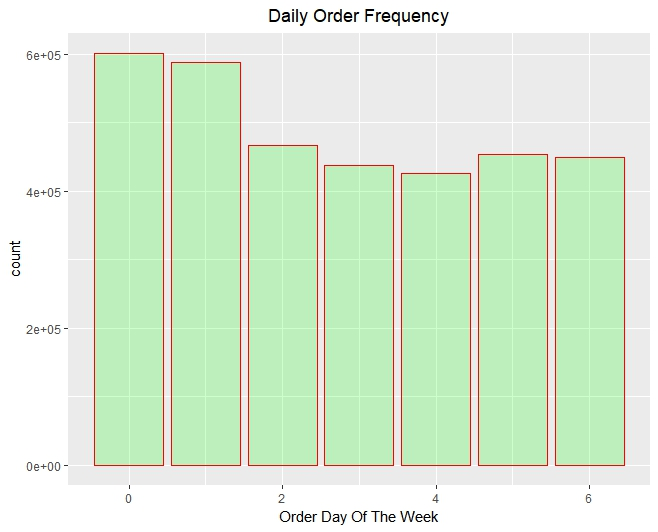 Daily Order Frequency
6e+05
4e+05
2e+05
0e+00
count
0 2 4 6
Order Day Of The Week